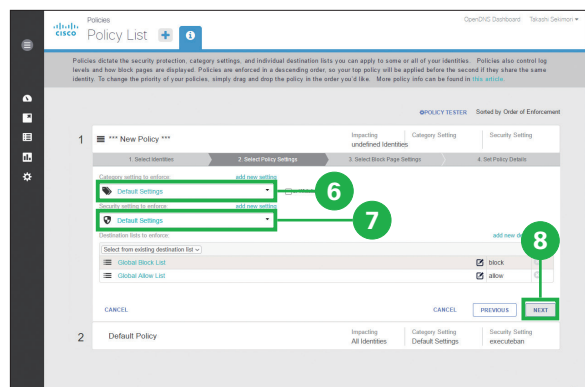 Policies
OpenDNS Dashboard Takashi Sekimori
CISCO
Policy List
Policies dictate the security protection, category settings, and individual destination lists you can apply to some or all of your identities. Policies also control log
levels and how block pages are displayed. Policies are enforced in a descending order, so your top policy will be applied before the second if they share the same
identity. To change the priority of your policies, simply drag and drop the policy in the order you'd like. More policy info can be found in this article.
POLICY TESTER Sorted by Order of Enforcement
1 *** New Policy ***
Impacting Category Setting Security Setting
undefined Identities
1. Select Identities 2. Select Policy Settings 3. Select Block Page Settings 4. Set Policy Details
Category setting to enforce: add new setting
Default Settings
6
Security setting to enforce: add new setting
Default Settings
7
Destination lists to enforce: add new
8
Select from existing destination list
Global Block List block
Global Allow List allow
CANCEL CANCEL PREVIOUS NEXT
2 Default Policy
Impacting Category Setting Security Setting
All Identities Default Settings executeban